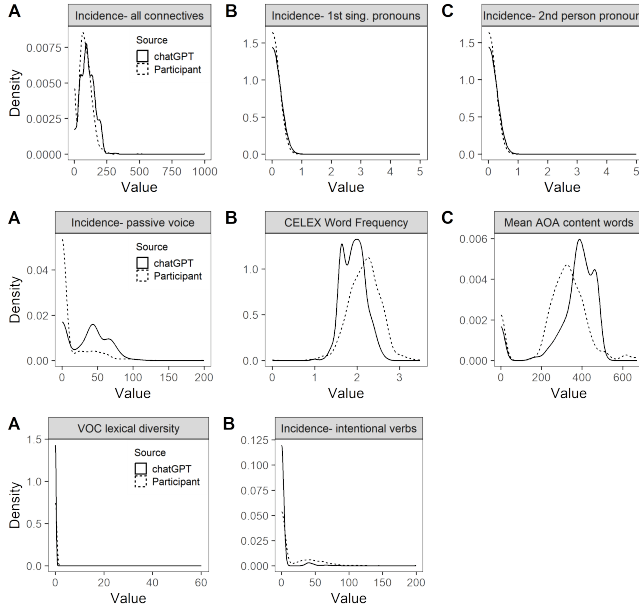 A Incidence- all connectives
B Incidence- 1st sing. pronouns
C Incidence- 2nd person pronoun
Source
chatGPT
Participant
Density
0.0075
0.0050
0.0025
0.0000
0 250 500 750 1000
Value
1.5
1.0
0.5
0.0
0 1 2 3 4 5
Value
1.5
1.0
0.5
0.0
0 1 2 3 4 5
Value
A Incidence- passive voice
B CELEX Word Frequency
C Mean AOA content words
Source
chatGPT
Participant
Density
0.04
0.02
0.00
0 50 100 150 200
Value
1.0
0.5
0.0
0 1 2 3
Value
0.006
0.004
0.002
0.000
0 200 400 600
Value
A VOC lexical diversity
B Incidence- intentional verbs
Source
chatGPT
Participant
Density
1.5
1.0
0.5
0.0
0 20 40 60
Value
0.125
0.100
0.075
0.050
0.025
0.000
0 50 100 150 200
Value